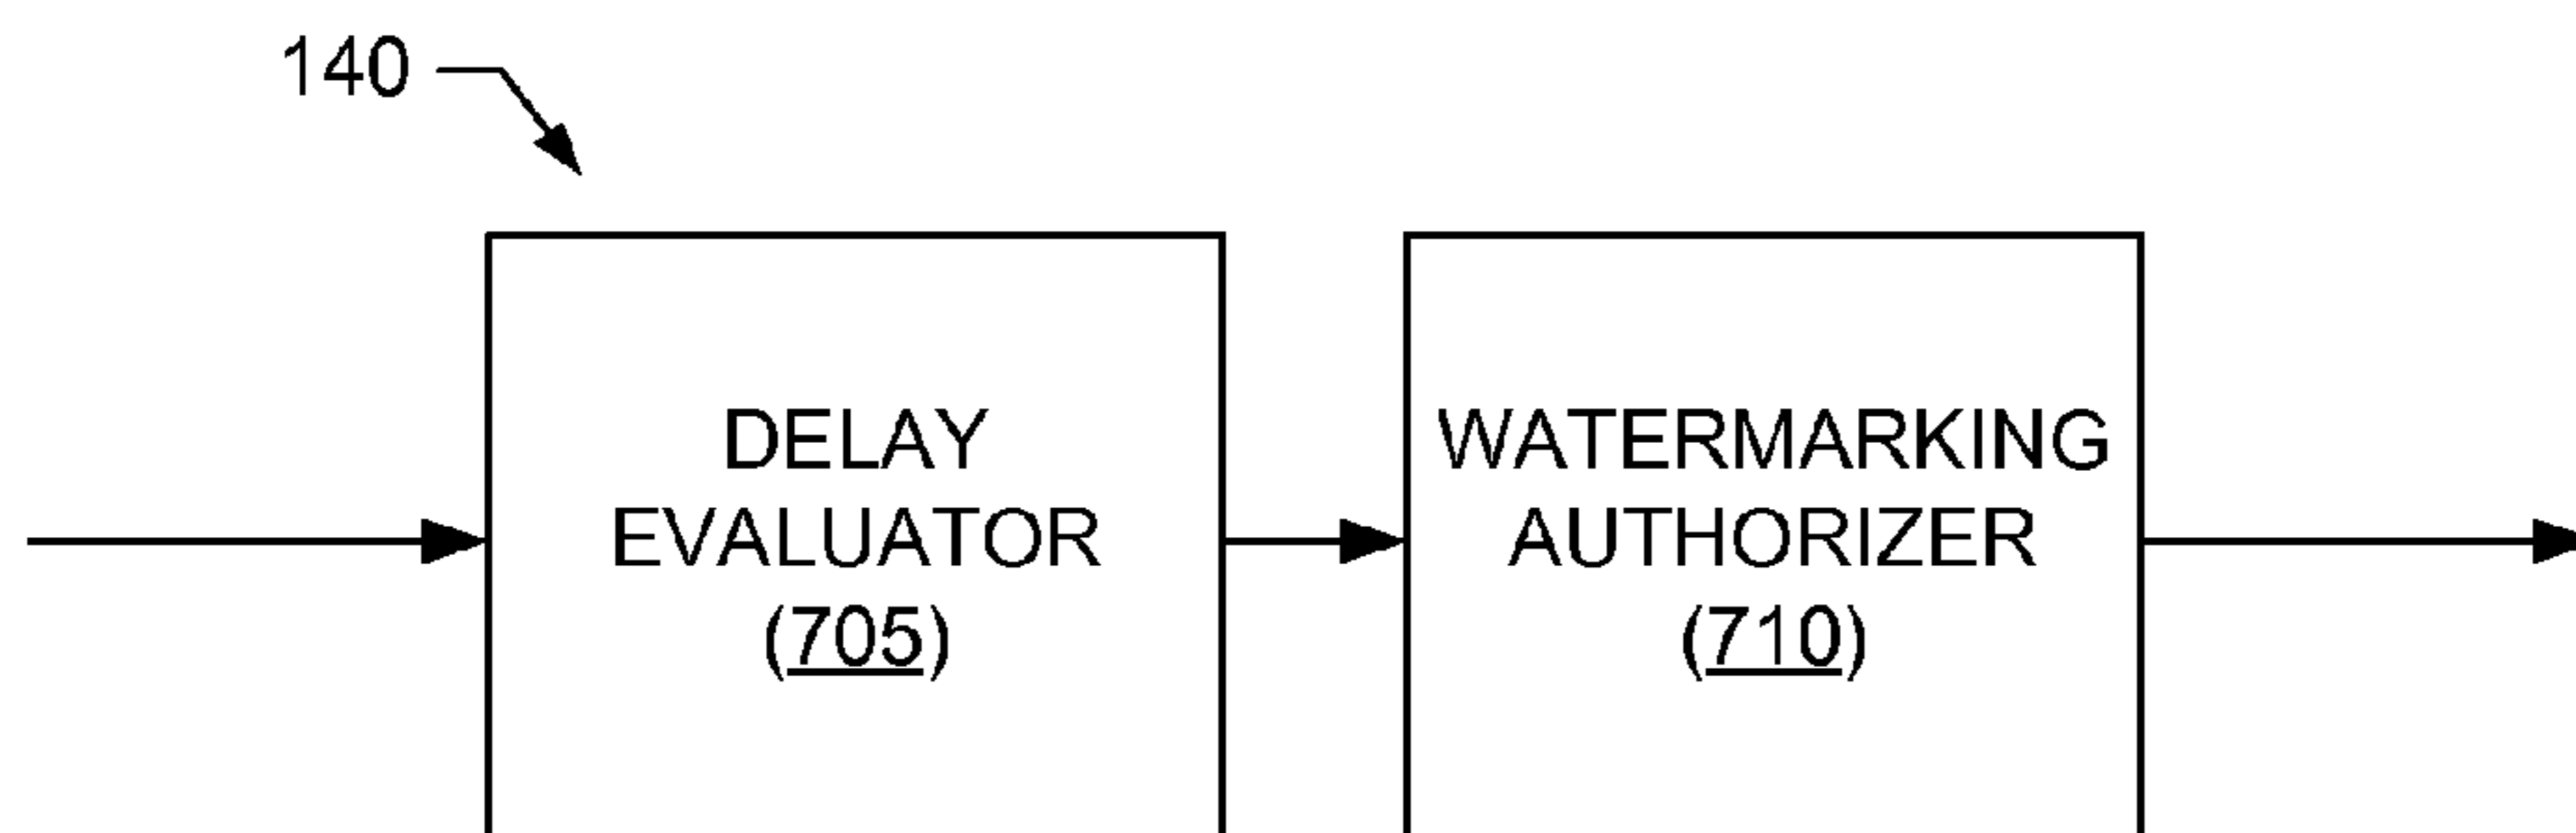 140
DELAY
EVALUATOR
(705)
WATERMARKING
AUTHORIZER
(710)